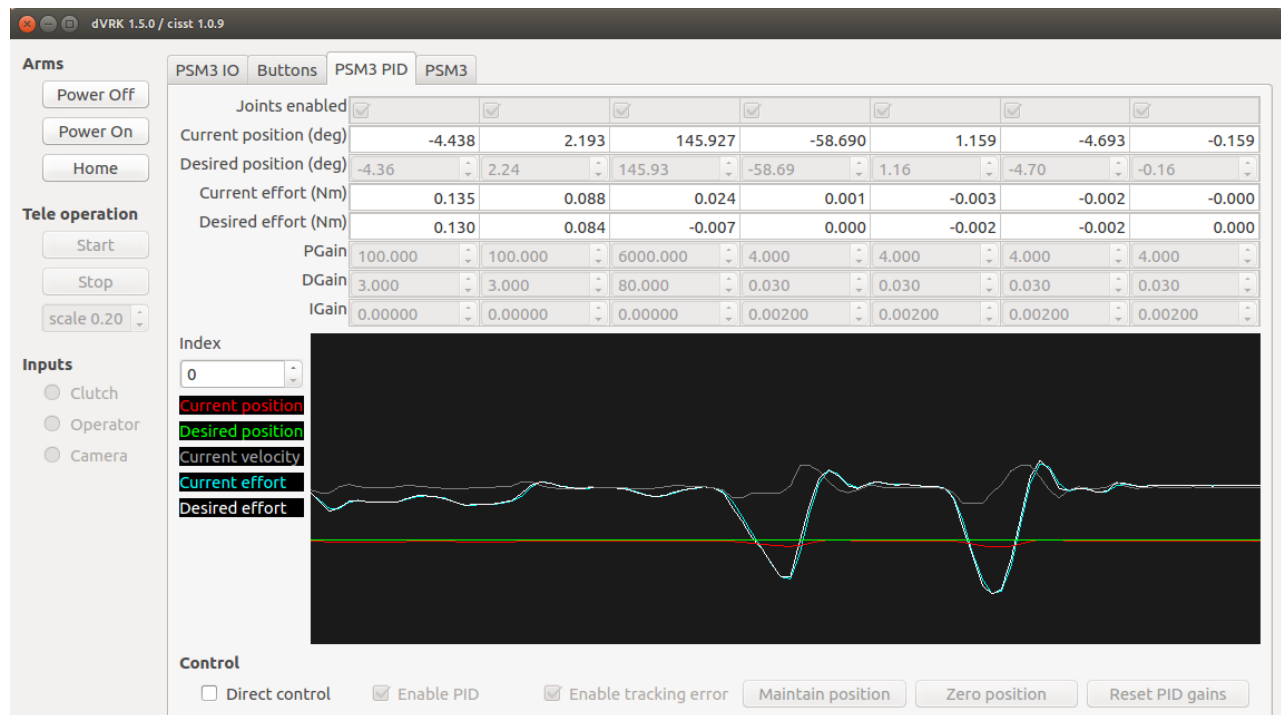 dVRK 1.5.0 / cisst 1.0.9
Arms
Power Off
Power On
Home
Tele operation
Start
Stop
scale 0.20
Inputs
Clutch
Operator
Camera
PSM3 IO Buttons PSM3 PID PSM3
Joints enabled
Current position (deg) -4.438 2.193 145.927 -58.690 1.159 -4.693 -0.159
Desired position (deg) -4.36 2.24 145.93 -58.69 1.16 -4.70 -0.16
Current effort (Nm) 0.135 0.088 0.024 0.001 -0.003 -0.002 -0.000
Desired effort (Nm) 0.130 0.084 -0.007 0.000 -0.002 -0.002 0.000
PGain 100.000 100.000 6000.000 4.000 4.000 4.000 4.000
DGain 3.000 3.000 80.000 0.030 0.030 0.030 0.030
IGain 0.00000 0.00000 0.00000 0.00200 0.00200 0.00200 0.00200
Index
0
Current position
Desired position
Current velocity
Current effort
Desired effort
Control
Direct control Enable PID Enable tracking error Maintain position Zero position Reset PID gains